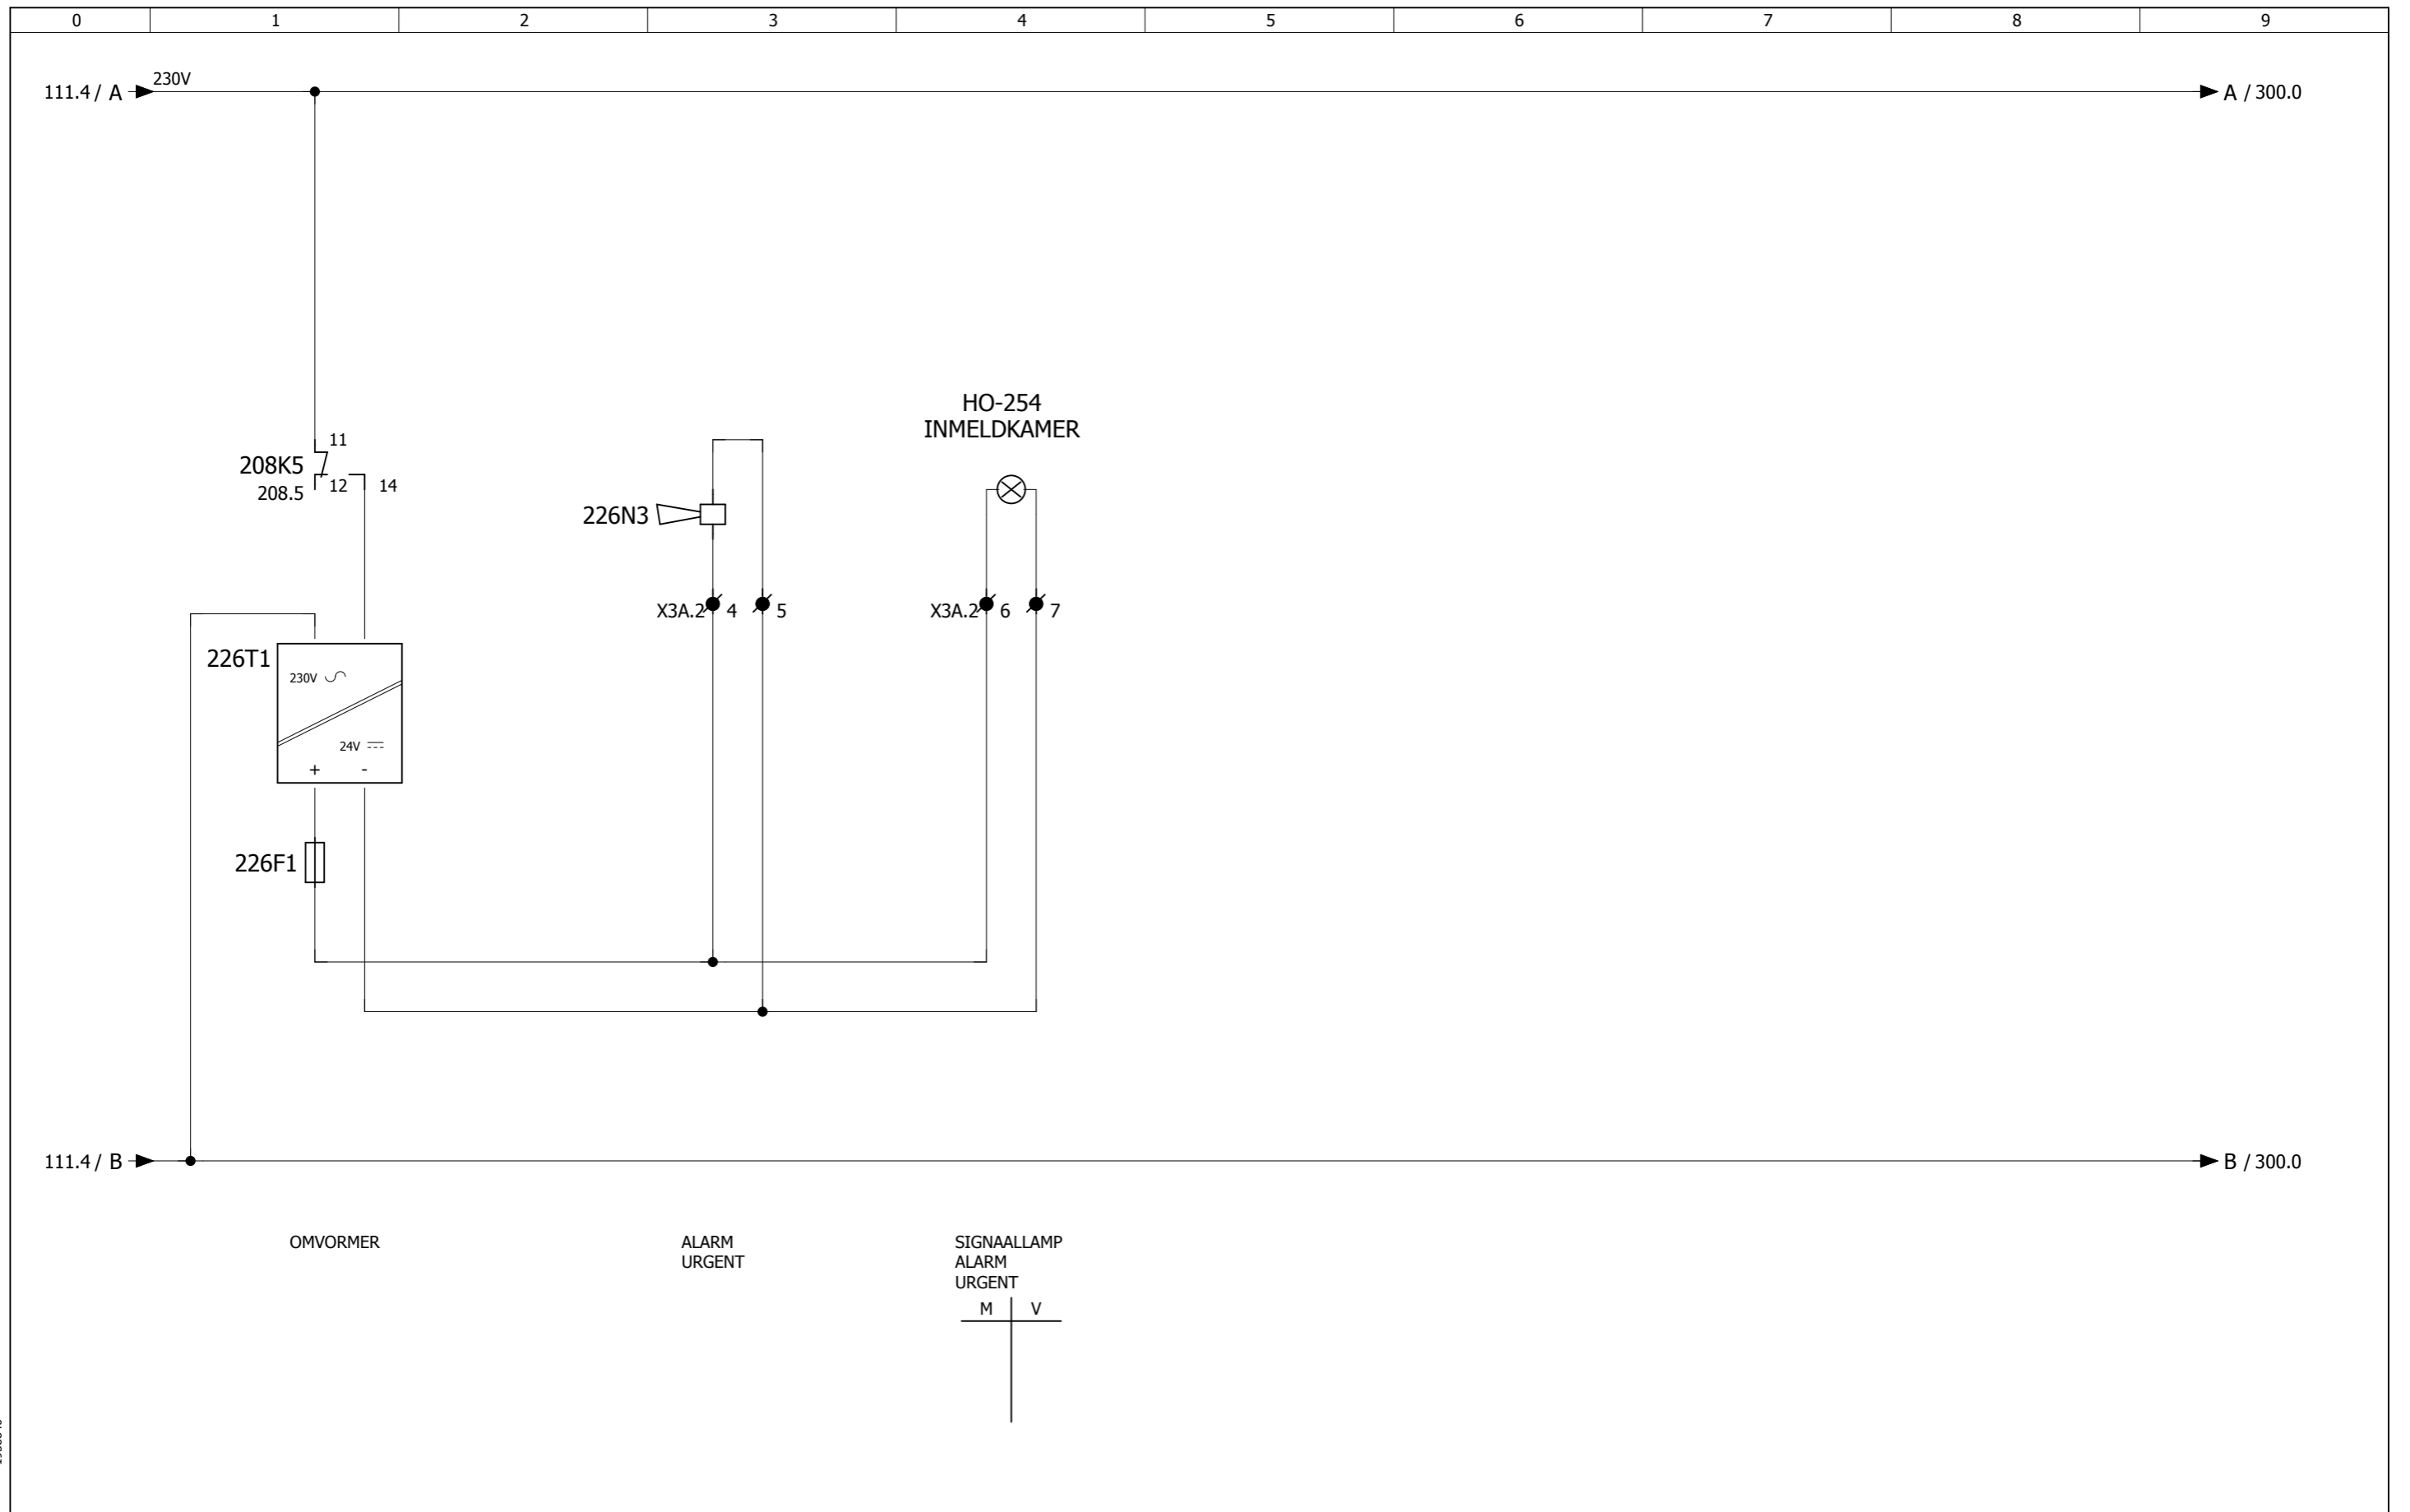 0 1 2 3 4 5 6 7 8 9
230V
111.4 / A
A / 300.0
HO-254
INMELDKAMER
11
208K5
208.5
12
14
226N3
X3A.2 4 5
X3A.2 6 7
226T1
230V
24V
+ -
226F1
111.4 / B
B / 300.0
OMVORMER
ALARM
URGENT
SIGNAALLAMP
ALARM
URGENT
M V